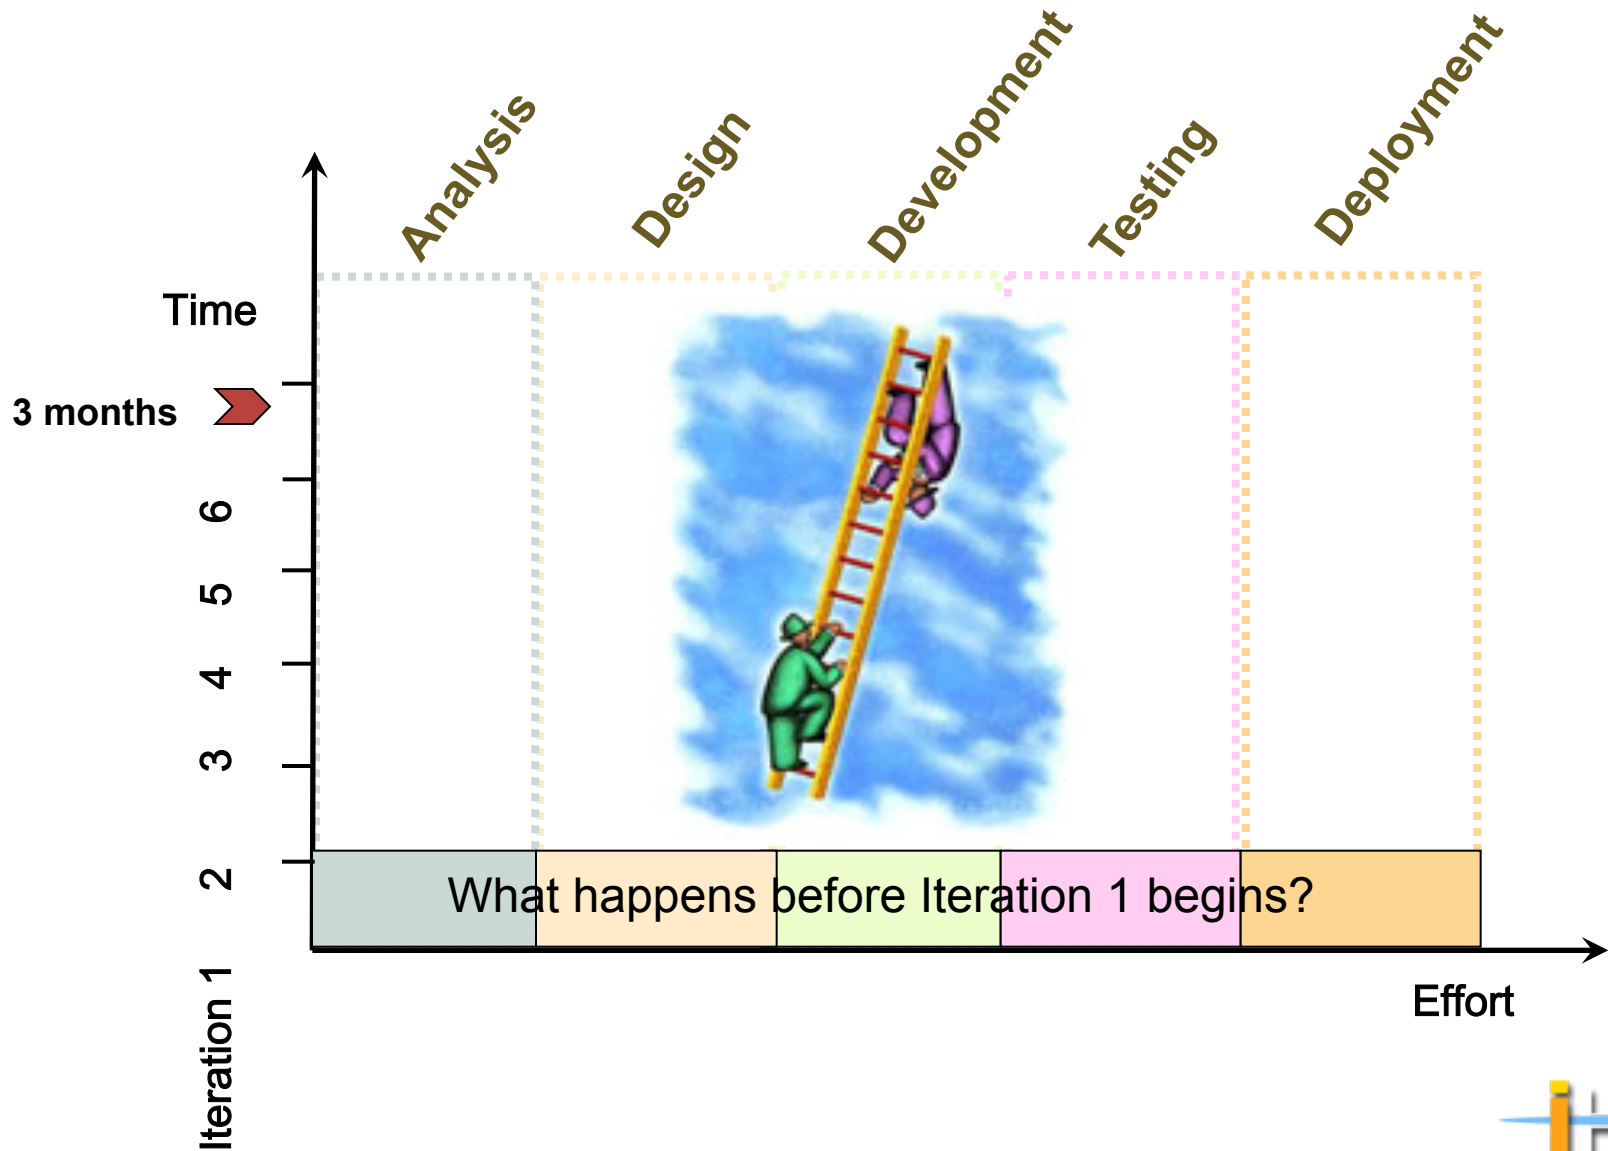 Analysis
Design
Development
Testing
Deployment
Time
3 months
6
5
4
3
2
Iteration 1
What happens before Iteration 1 begins?
Effort